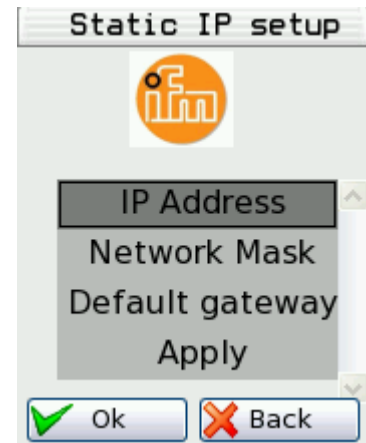 Static IP setup
ifm
IP Address
Network Mask
Default gateway
Apply
Ok
Back